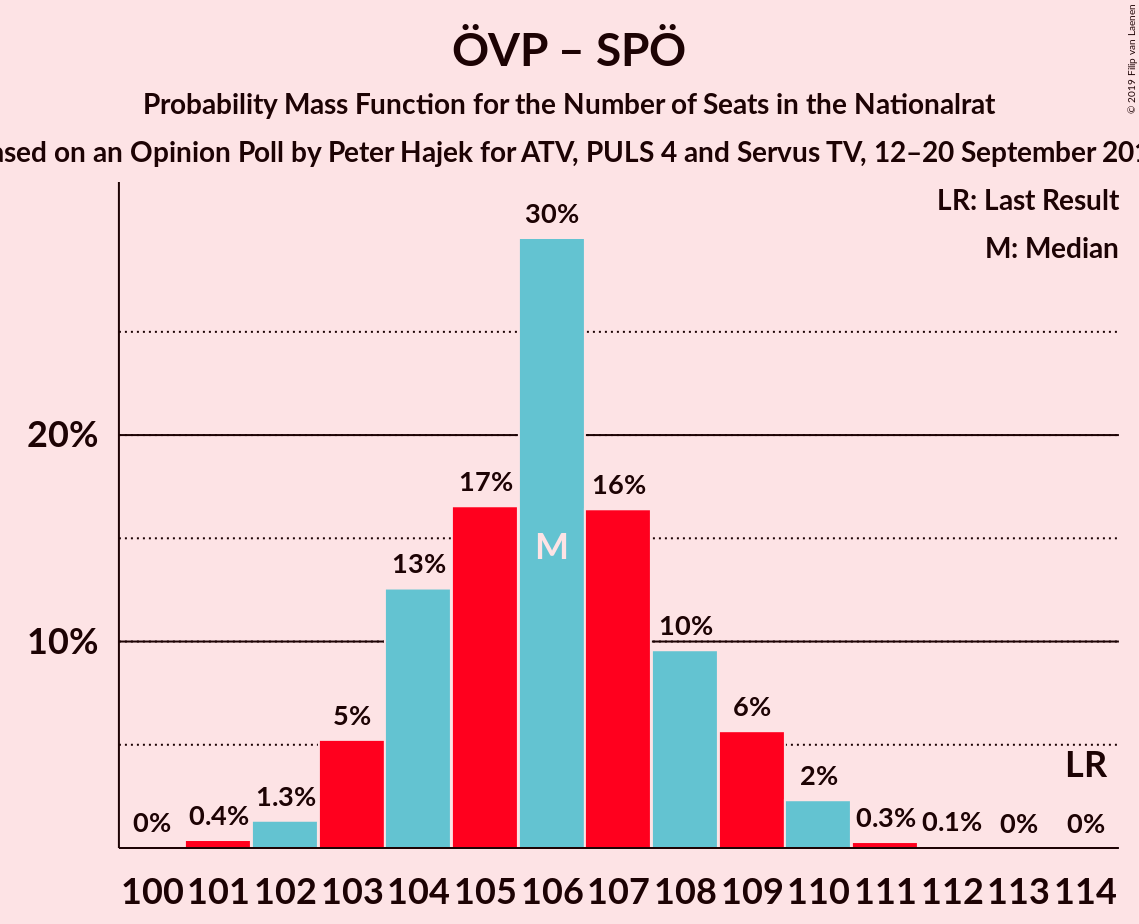 ÖVP – SPÖ
Probability Mass Function for the Number of Seats in the Nationalrat
on an Opinion Poll by Peter Hajek for ATV, PULS 4 and Servus TV, 12–20 September
© 2019 Filip van Laenen
LR: Last Result
M: Median
30%
20%
17%
16%
M
13%
10%
10%
6%
5%
LR
2%
1.3%
0% 0.4% 0.3% 0.1% 0% 0%
100 101 102 103 104 105 106 107 108 109 110 111 112 113 114